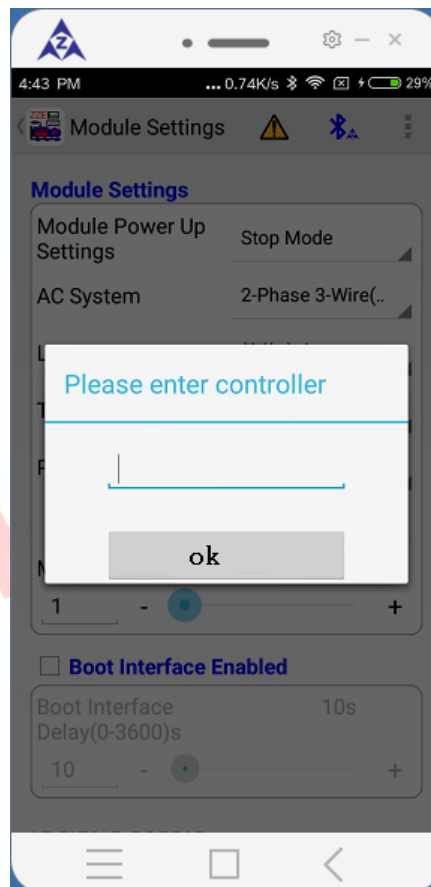 4:43 PM
... 0.74K/s 29%
ZZE
Module Settings
Module Settings
Module Power Up
Settings
Stop Mode
AC System
2-Phase 3-Wire(..
Please enter controller
ok
1 - +
Boot Interface Enabled
Boot Interface
Delay(0-3600)s
10s
10 - +